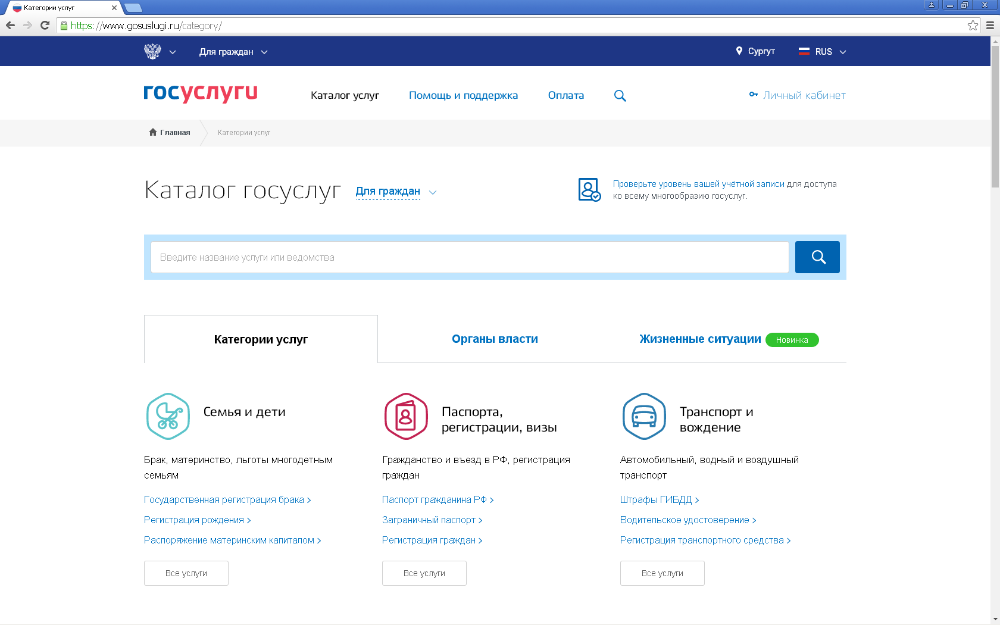 Категории услуг
https://www.gosuslugi.ru/category/
Для граждан
Сургут
RUS
госуслуги
Каталог услуг
Помощь и поддержка
Оплата
Личный кабинет
Главная
Категории услуг
Каталог госуслуг
Для граждан
Проверьте уровень вашей учётной записи для доступа
ко всему многообразию госуслуг.
Введите название услуги или ведомства
Категории услуг
Органы власти
Жизненные ситуации
Новинка
Семья и дети
Брак, материнство, льготы многодетным
семьям
Государственная регистрация брака
Регистрация рождения
Распоряжение материнским капиталом
Все услуги
Паспорта,
регистрации, визы
Гражданство и въезд в РФ, регистрация
граждан
Паспорт гражданина РФ
Заграничный паспорт
Регистрация граждан
Все услуги
Транспорт и
вождение
Автомобильный, водный и воздушный
транспорт
Штрафы ГИБДД
Водительское удостоверение
Регистрация транспортного средства
Все услуги